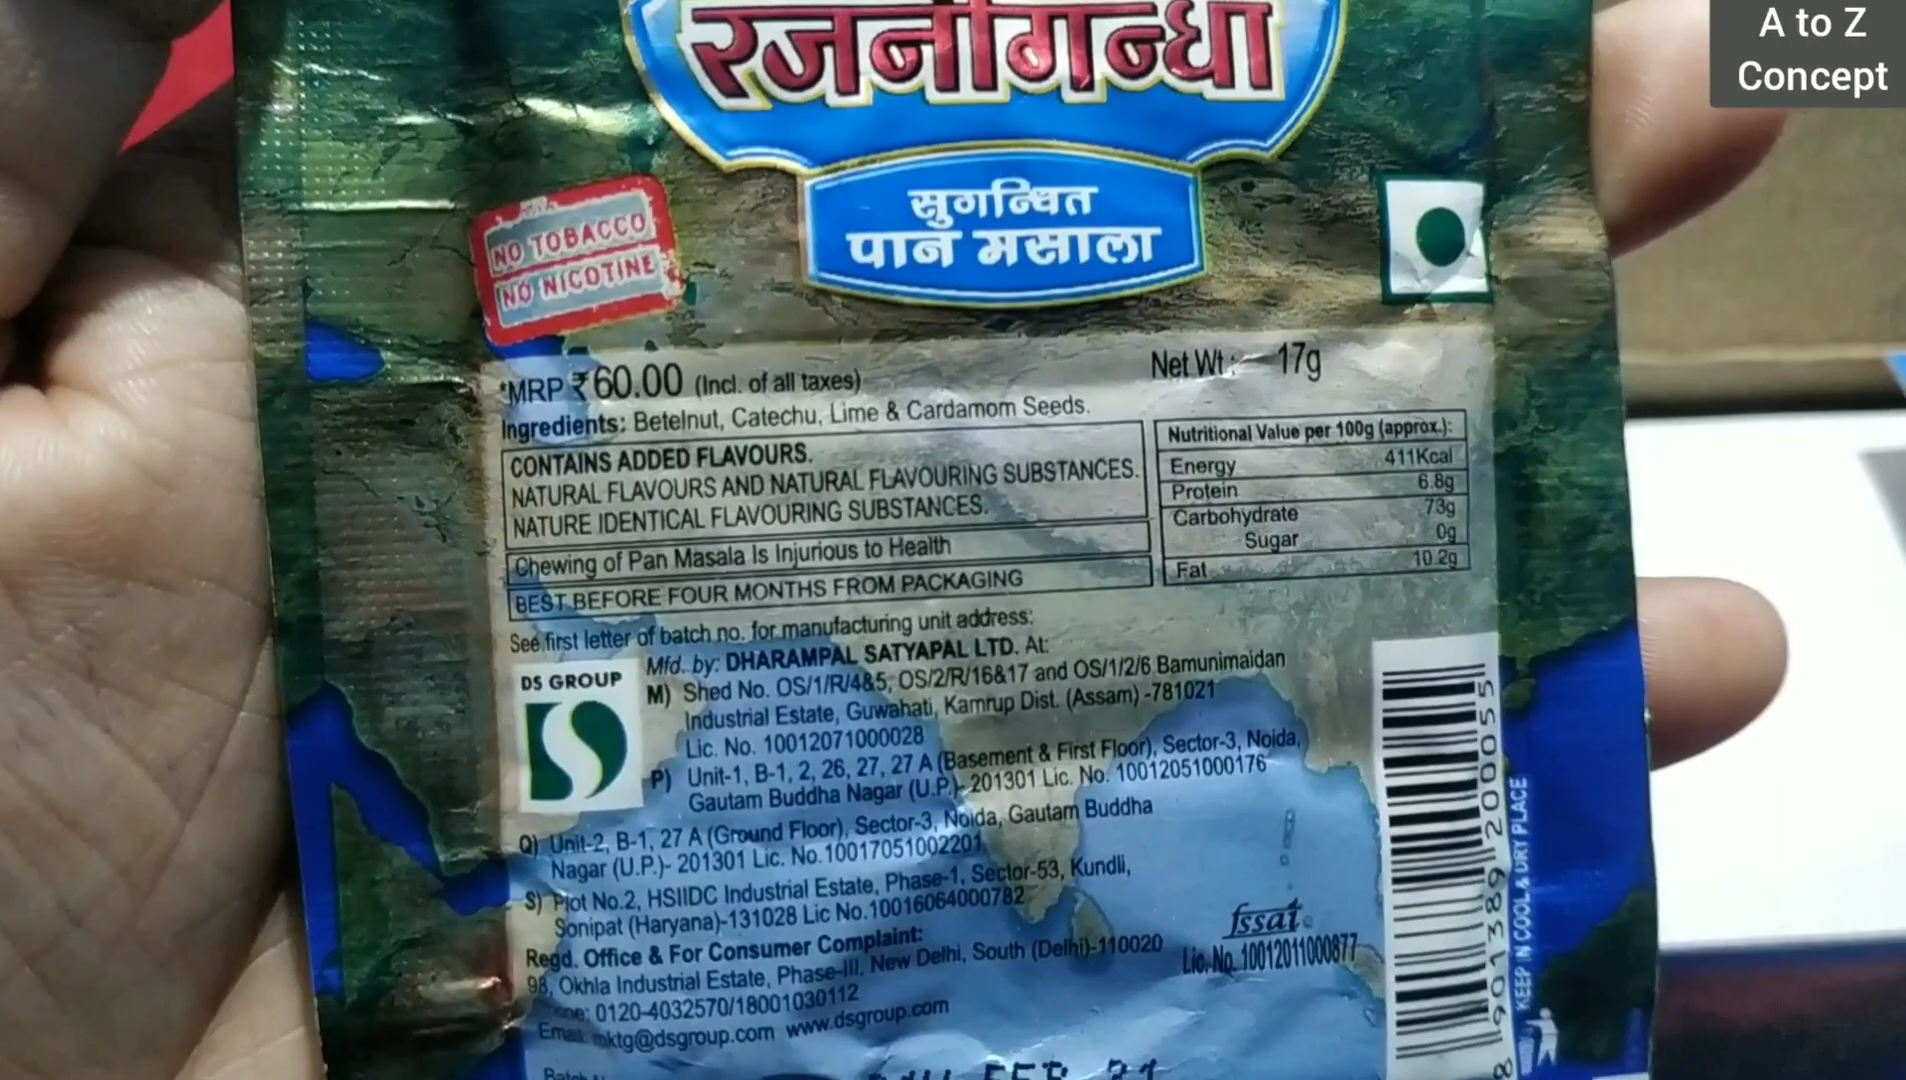 A to Z
Concept
रजनीगन्धा
सुगन्धित
पान मसाला
NO TOBACCO
NO NICOTINE
*MRP ₹60.00 (Incl. of all taxes)
Net Wt: 17g
Ingredients: Betelnut, Catechu, Lime & Cardamom Seeds.
CONTAINS ADDED FLAVOURS.
NATURAL FLAVOURS AND NATURAL FLAVOURING SUBSTANCES.
NATURE IDENTICAL FLAVOURING SUBSTANCES.
Chewing of Pan Masala Is Injurious to Health
BEST BEFORE FOUR MONTHS FROM PACKAGING
Nutritional Value per 100g (approx.):
Energy 411Kcal
Protein 6.8g
Carbohydrate 73g
Sugar 0g
Fat 10.2g
See first letter of batch no. for manufacturing unit address:
DS GROUP
Mfd. by: DHARAMPAL SATYAPAL LTD. At:
M) Shed No. OS/1/R/4&5, OS/2/R/16&17 and OS/1/2/6 Bamunimaidan
Industrial Estate, Guwahati, Kamrup Dist. (Assam) -781021
Lic. No. 10012071000028
P) Unit-1, B-1, 2, 26, 27, 27 A (Basement & First Floor), Sector-3, Noida,
Gautam Buddha Nagar (U.P.)- 201301 Lic. No. 10012051000176
Q) Unit-2, B-1, 27 A (Ground Floor), Sector-3, Noida, Gautam Buddha
Nagar (U.P.)- 201301 Lic. No.10017051002201
S) Plot No.2, HSIIDC Industrial Estate, Phase-1, Sector-53, Kundli,
Sonipat (Haryana)-131028 Lic No.10016064000782
Regd. Office & For Consumer Complaint:
98, Okhla Industrial Estate, Phase-III, New Delhi, South (Delhi)-110020
0120-4032570/18001030112
Email: mktg@dsgroup.com www.dsgroup.com
fssai
Lic. No. 10012011000877
8 901389 120055
KEEP IN COOL & DRY PLACE
FEB 21